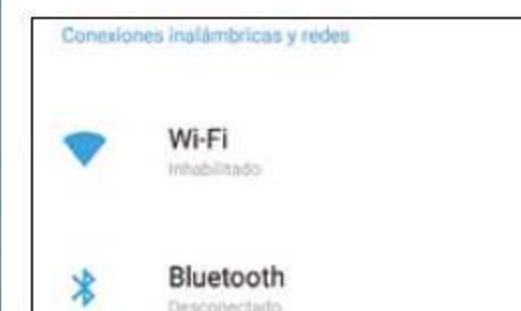 Conexiones inalámbricas y redes
Wi-Fi
Inhabilitado
Bluetooth
Desconectado